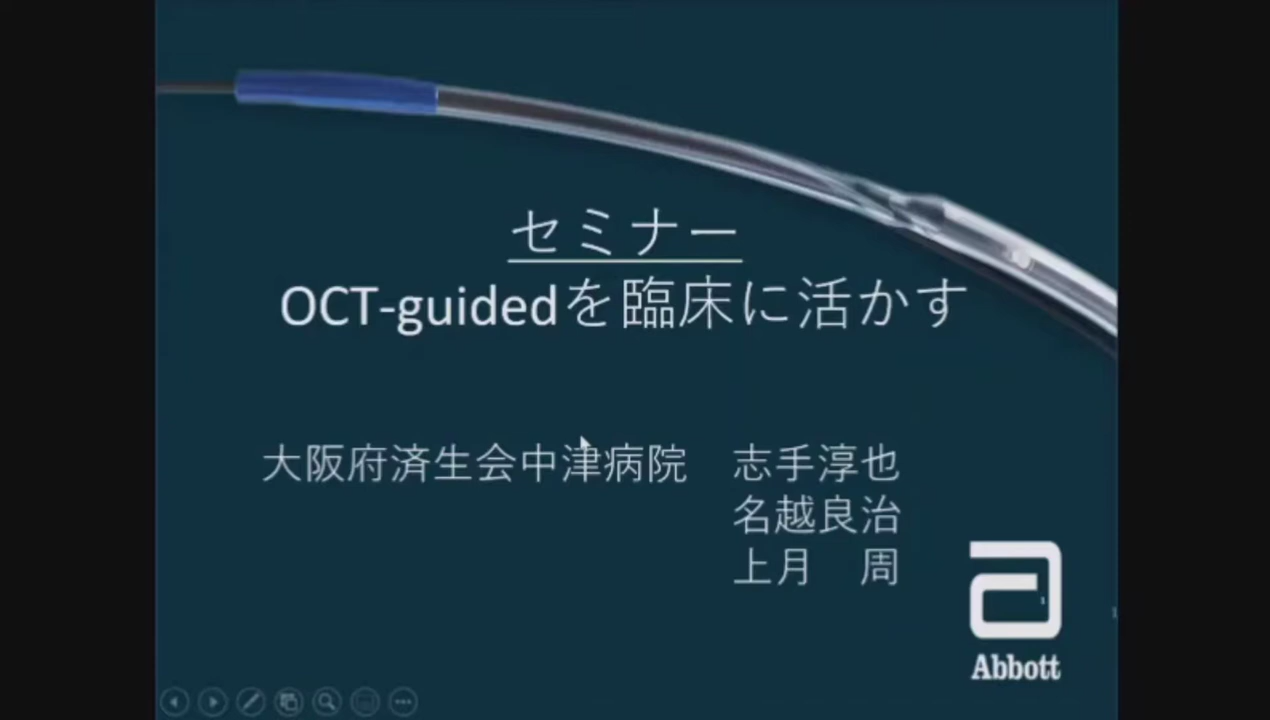 セミナー
OCT-guidedを臨床に活かす
大阪府済生会中津病院　志手淳也
名越良治
上月　周
1
Abbott